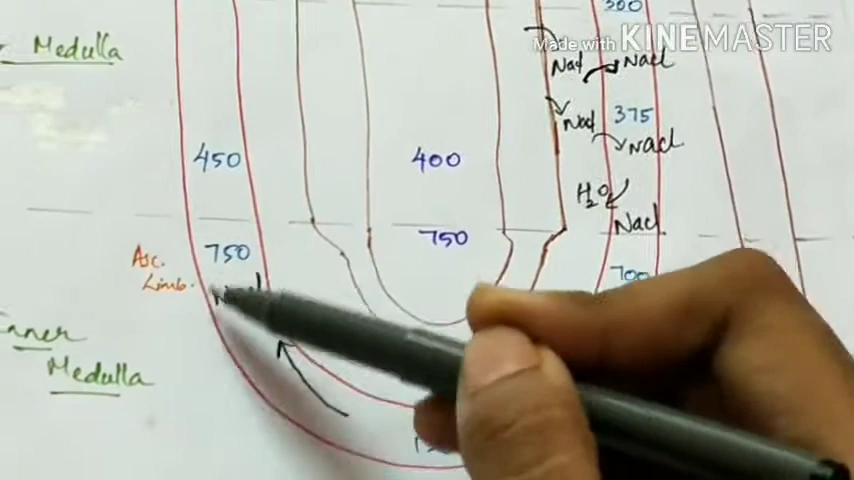 300
Made with KINEMASTER
Medulla
Nacl
Nacl
Nacl
375
Nacl
450
400
H2O
Nacl
750
750
Asc.
Limb.
700
Inner
Medulla